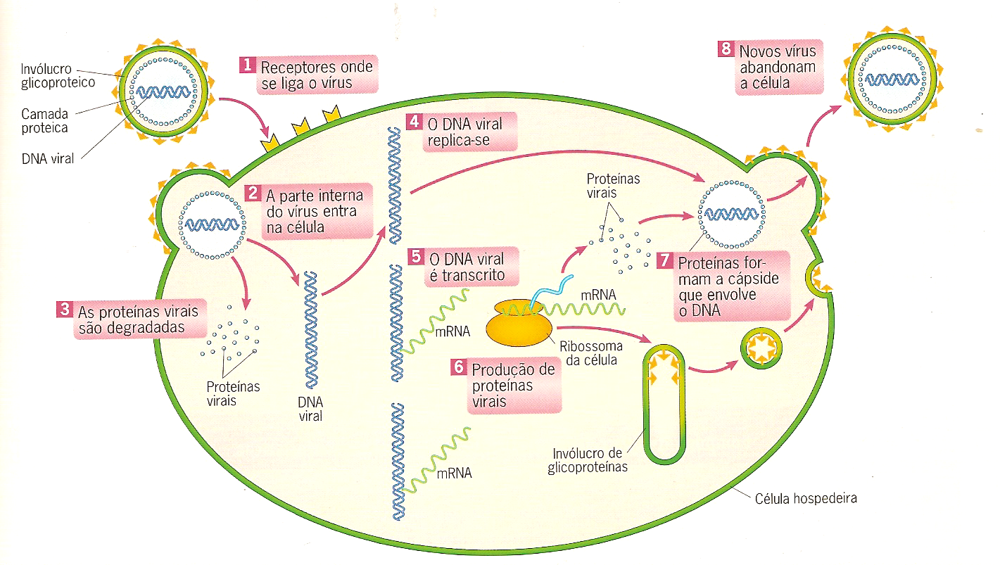 Invólucro
glicoproteico
Camada
proteica
DNA viral
1 Receptores onde
se liga o vírus
2 A parte interna
do vírus entra
na célula
3 As proteínas virais
são degradadas
Proteínas
virais
DNA
viral
4 O DNA viral
replica-se
5 O DNA viral
é transcrito
mRNA
mRNA
mRNA
Ribossoma
da célula
6 Produção de
proteínas
virais
Proteínas
virais
7 Proteínas for-
mam a cápside
que envolve
o DNA
Invólucro de
glicoproteínas
8 Novos vírus
abandonam
a célula
Célula hospedeira